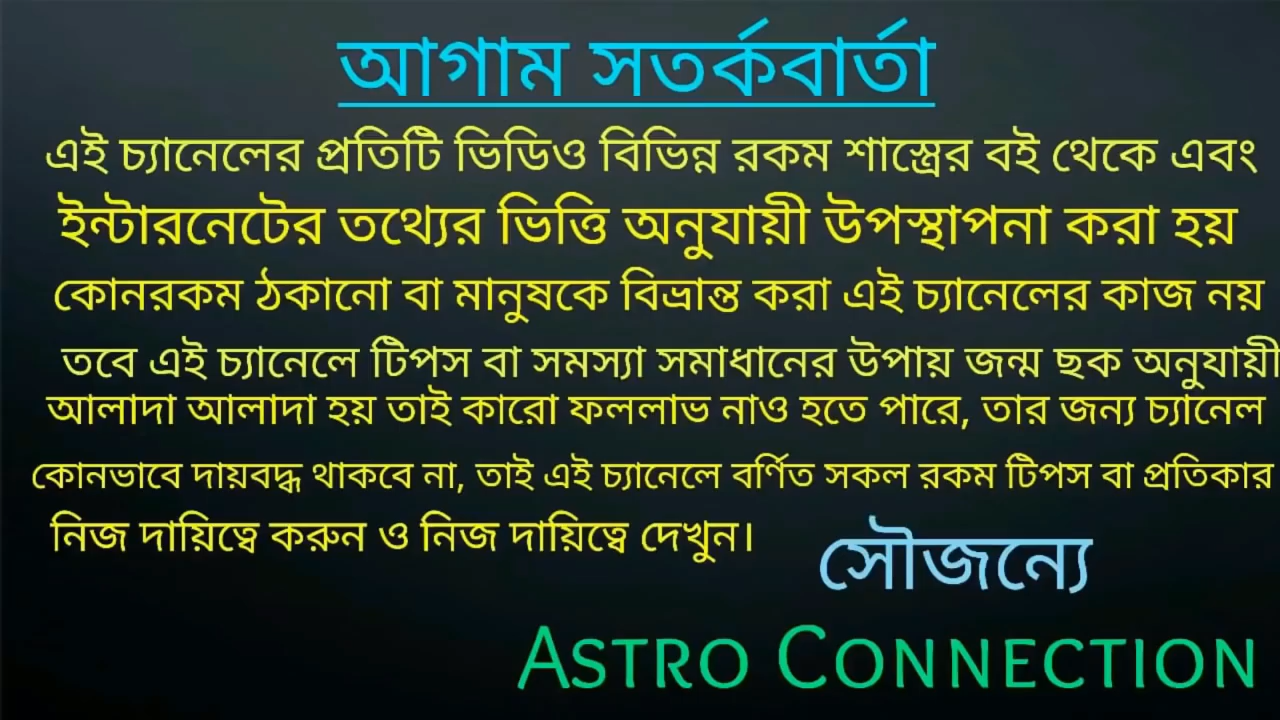 আগাম সতর্কবার্তা
এই চ্যানেলের প্রতিটি ভিডিও বিভিন্ন রকম শাস্ত্রের বই থেকে এবং
ইন্টারনেটের তথ্যের ভিত্তি অনুযায়ী উপস্থাপনা করা হয়
কোনরকম ঠকানো বা মানুষকে বিভ্রান্ত করা এই চ্যানেলের কাজ নয়
তবে এই চ্যানেলে টিপস বা সমস্যা সমাধানের উপায় জন্ম ছক অনুযায়ী
আলাদা আলাদা হয় তাই কারো ফললাভ নাও হতে পারে, তার জন্য চ্যানেল
কোনভাবে দায়বদ্ধ থাকবে না, তাই এই চ্যানেলে বর্ণিত সকল রকম টিপস বা প্রতিকার
নিজ দায়িত্বে করুন ও নিজ দায়িত্বে দেখুন।
সৌজন্যে
ASTRO CONNECTION